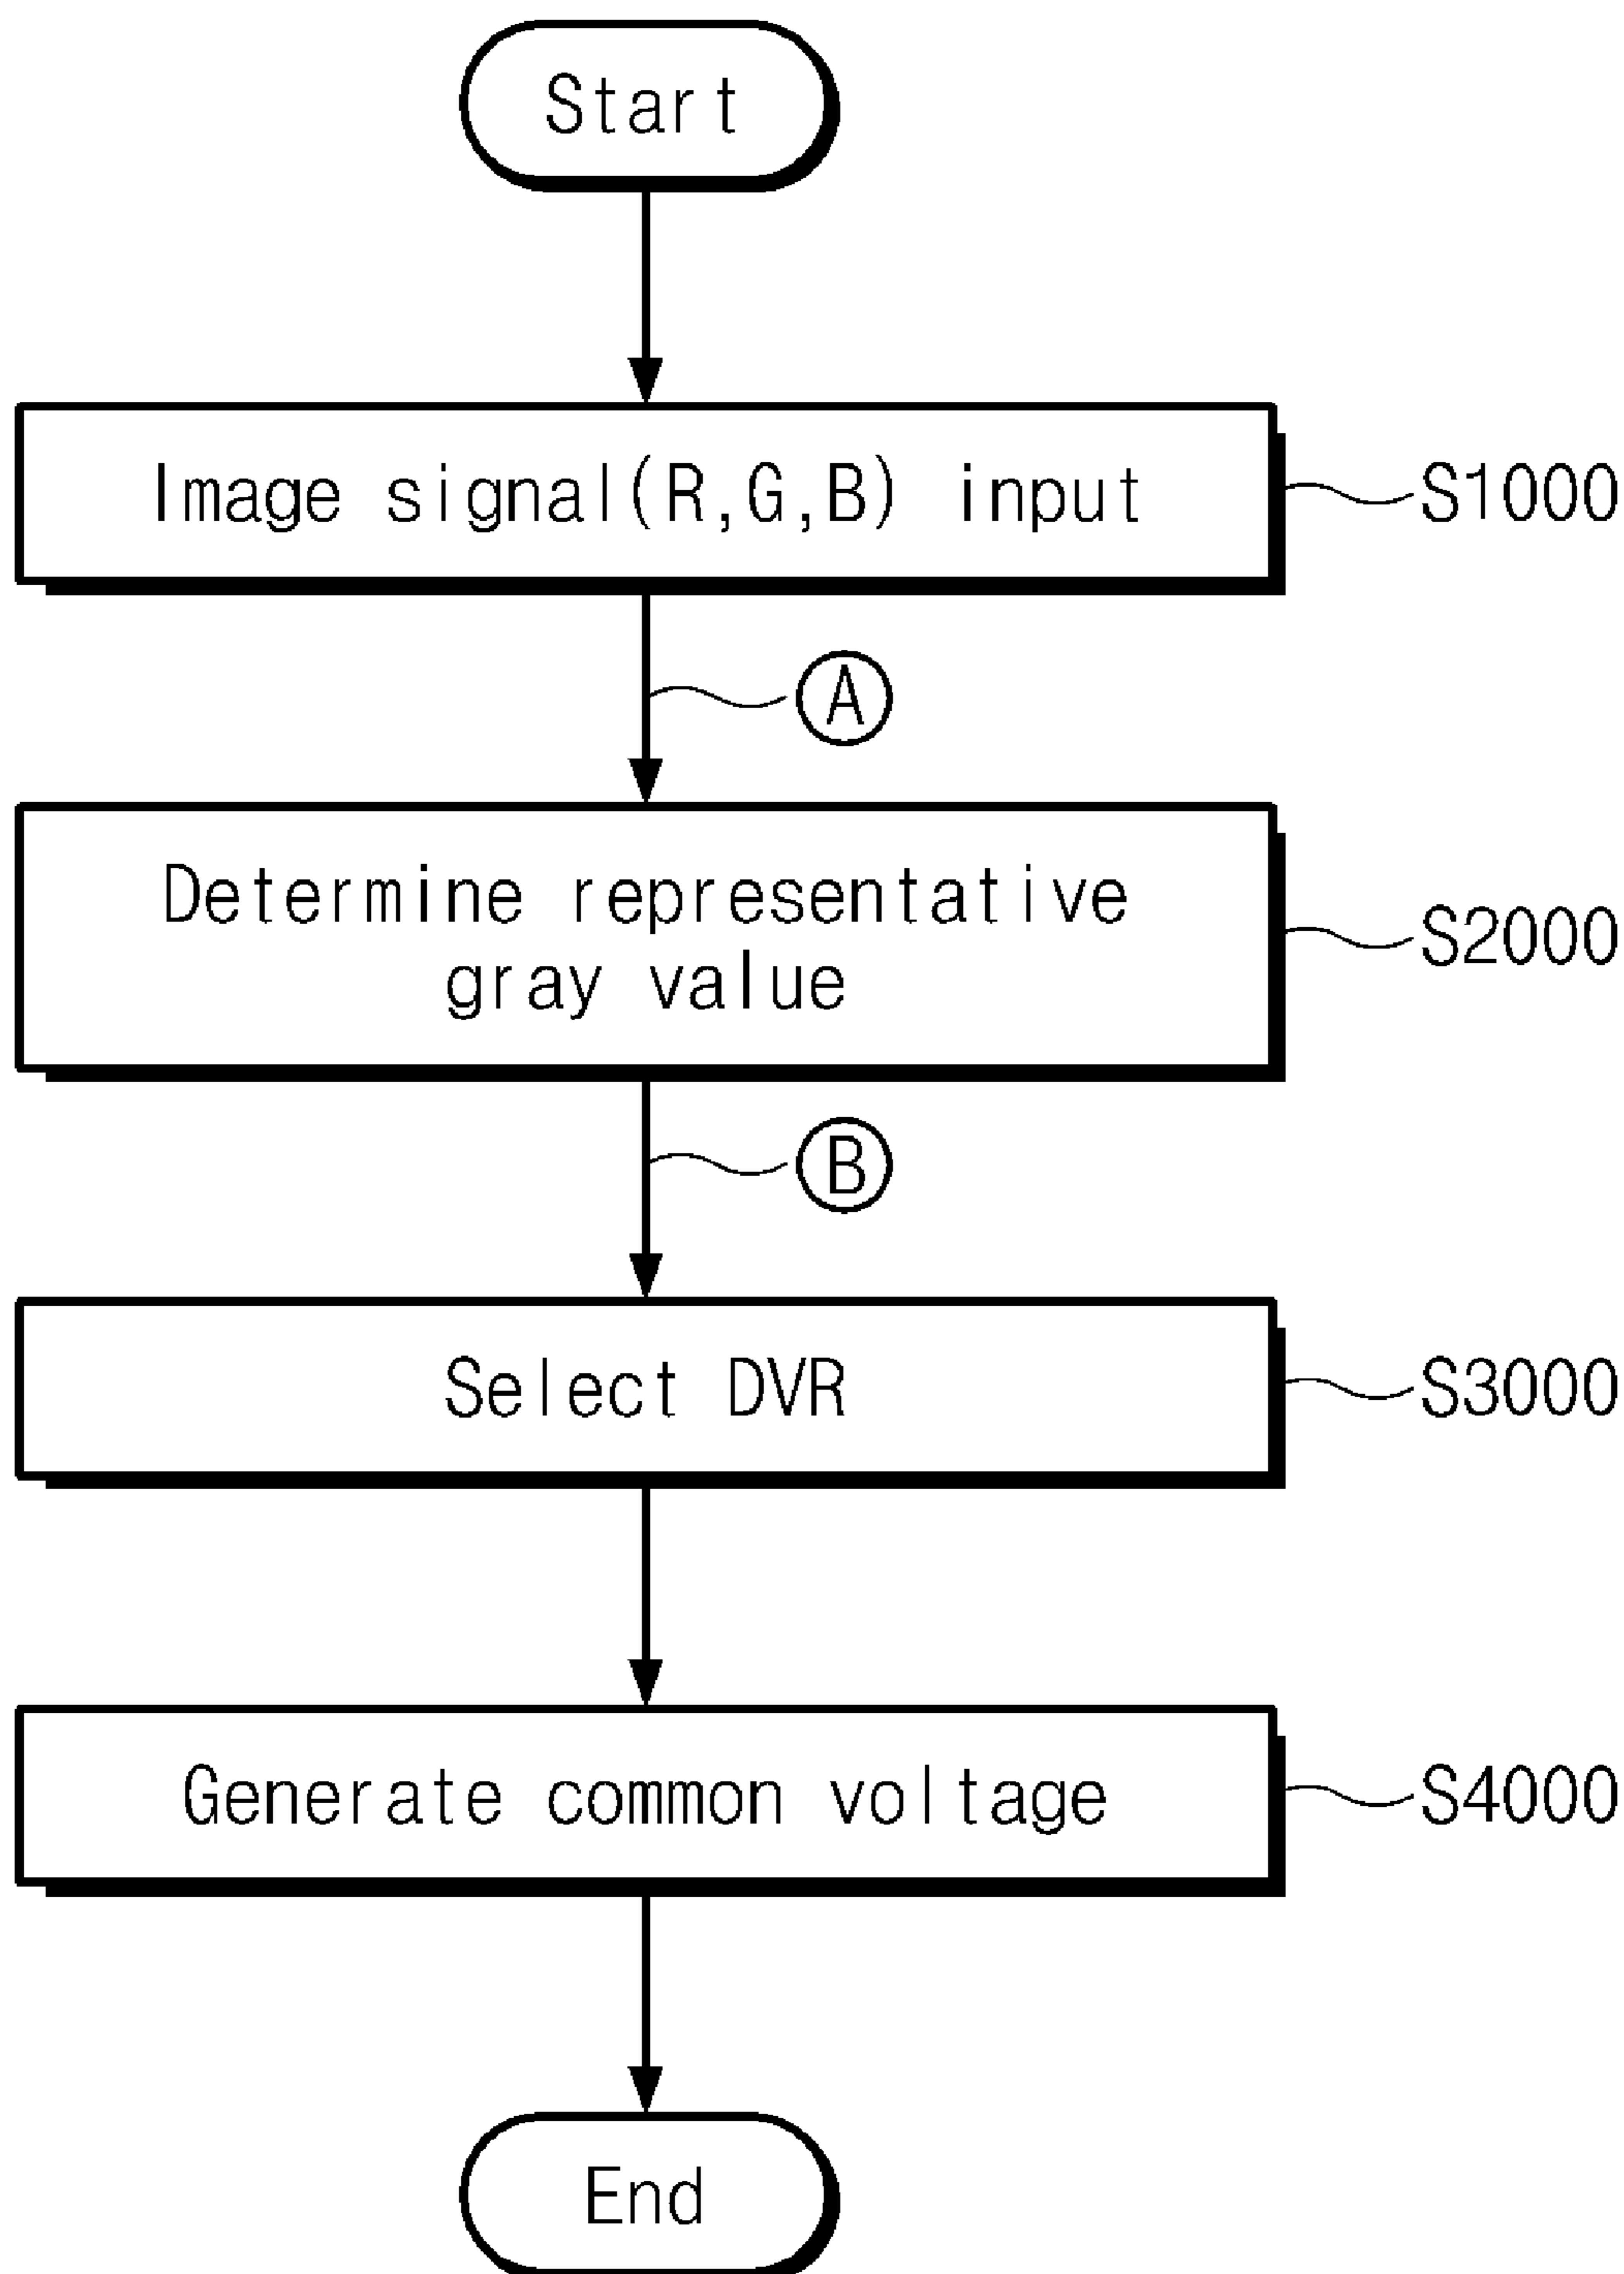 Start
Image signal(R,G,B) input
S1000
A
Determine representative
gray value
S2000
B
Select DVR
S3000
Generate common voltage
S4000
End